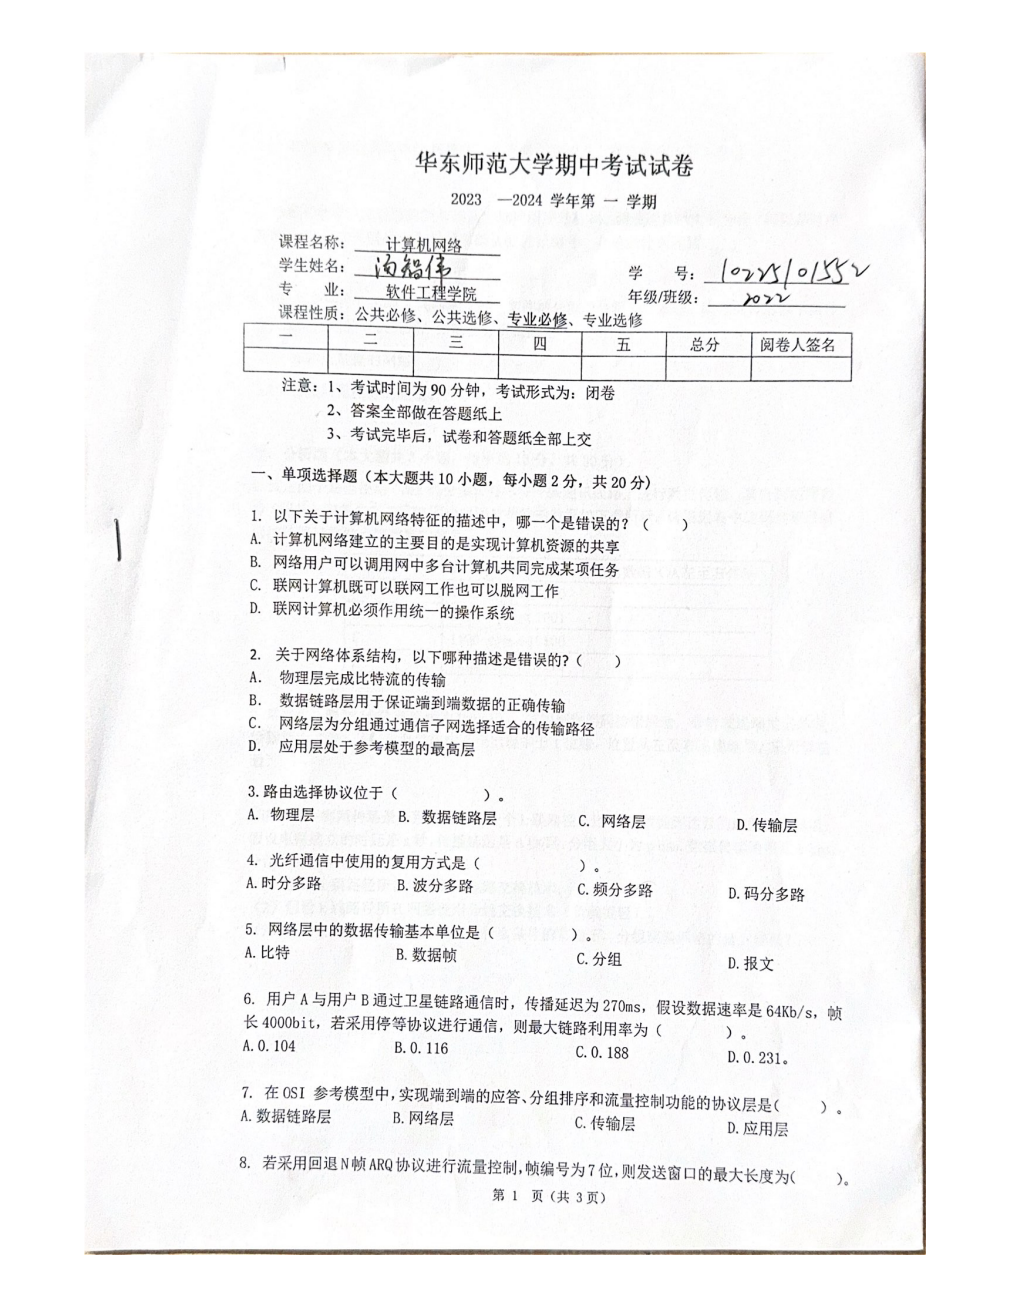 华东师范大学期中考试试卷
2023 —2024 学年第 一 学期
课程名称： 计算机网络
学生姓名： 汤智伟 学 号： 10225101552
专 业： 软件工程学院 年级/班级： 2022
课程性质：公共必修、公共选修、专业必修、专业选修
一 二 三 四 五 总分 阅卷人签名
注意：1、考试时间为 90 分钟，考试形式为：闭卷
2、答案全部做在答题纸上
3、考试完毕后，试卷和答题纸全部上交
一、单项选择题（本大题共 10 小题，每小题 2 分，共 20 分）
1. 以下关于计算机网络特征的描述中，哪一个是错误的？（ ）
A. 计算机网络建立的主要目的是实现计算机资源的共享
B. 网络用户可以调用网中多台计算机共同完成某项任务
C. 联网计算机既可以联网工作也可以脱网工作
D. 联网计算机必须作用统一的操作系统
2. 关于网络体系结构，以下哪种描述是错误的?（ ）
A. 物理层完成比特流的传输
B. 数据链路层用于保证端到端数据的正确传输
C. 网络层为分组通过通信子网选择适合的传输路径
D. 应用层处于参考模型的最高层
3.路由选择协议位于（ ）。
A. 物理层 B. 数据链路层 C. 网络层 D.传输层
4. 光纤通信中使用的复用方式是（ ）。
A.时分多路 B.波分多路 C.频分多路 D.码分多路
5. 网络层中的数据传输基本单位是（ ）。
A.比特 B.数据帧 C.分组 D.报文
6. 用户 A 与用户 B 通过卫星链路通信时，传播延迟为 270ms，假设数据速率是 64Kb/s，帧
长 4000bit，若采用停等协议进行通信，则最大链路利用率为（ ）。
A.0.104 B.0.116 C.0.188 D.0.231。
7. 在 OSI 参考模型中,实现端到端的应答、分组排序和流量控制功能的协议层是( )。
A.数据链路层 B.网络层 C.传输层 D.应用层
8. 若采用回退 N 帧 ARQ 协议进行流量控制,帧编号为 7 位,则发送窗口的最大长度为( )。
第 1 页（共 3 页）